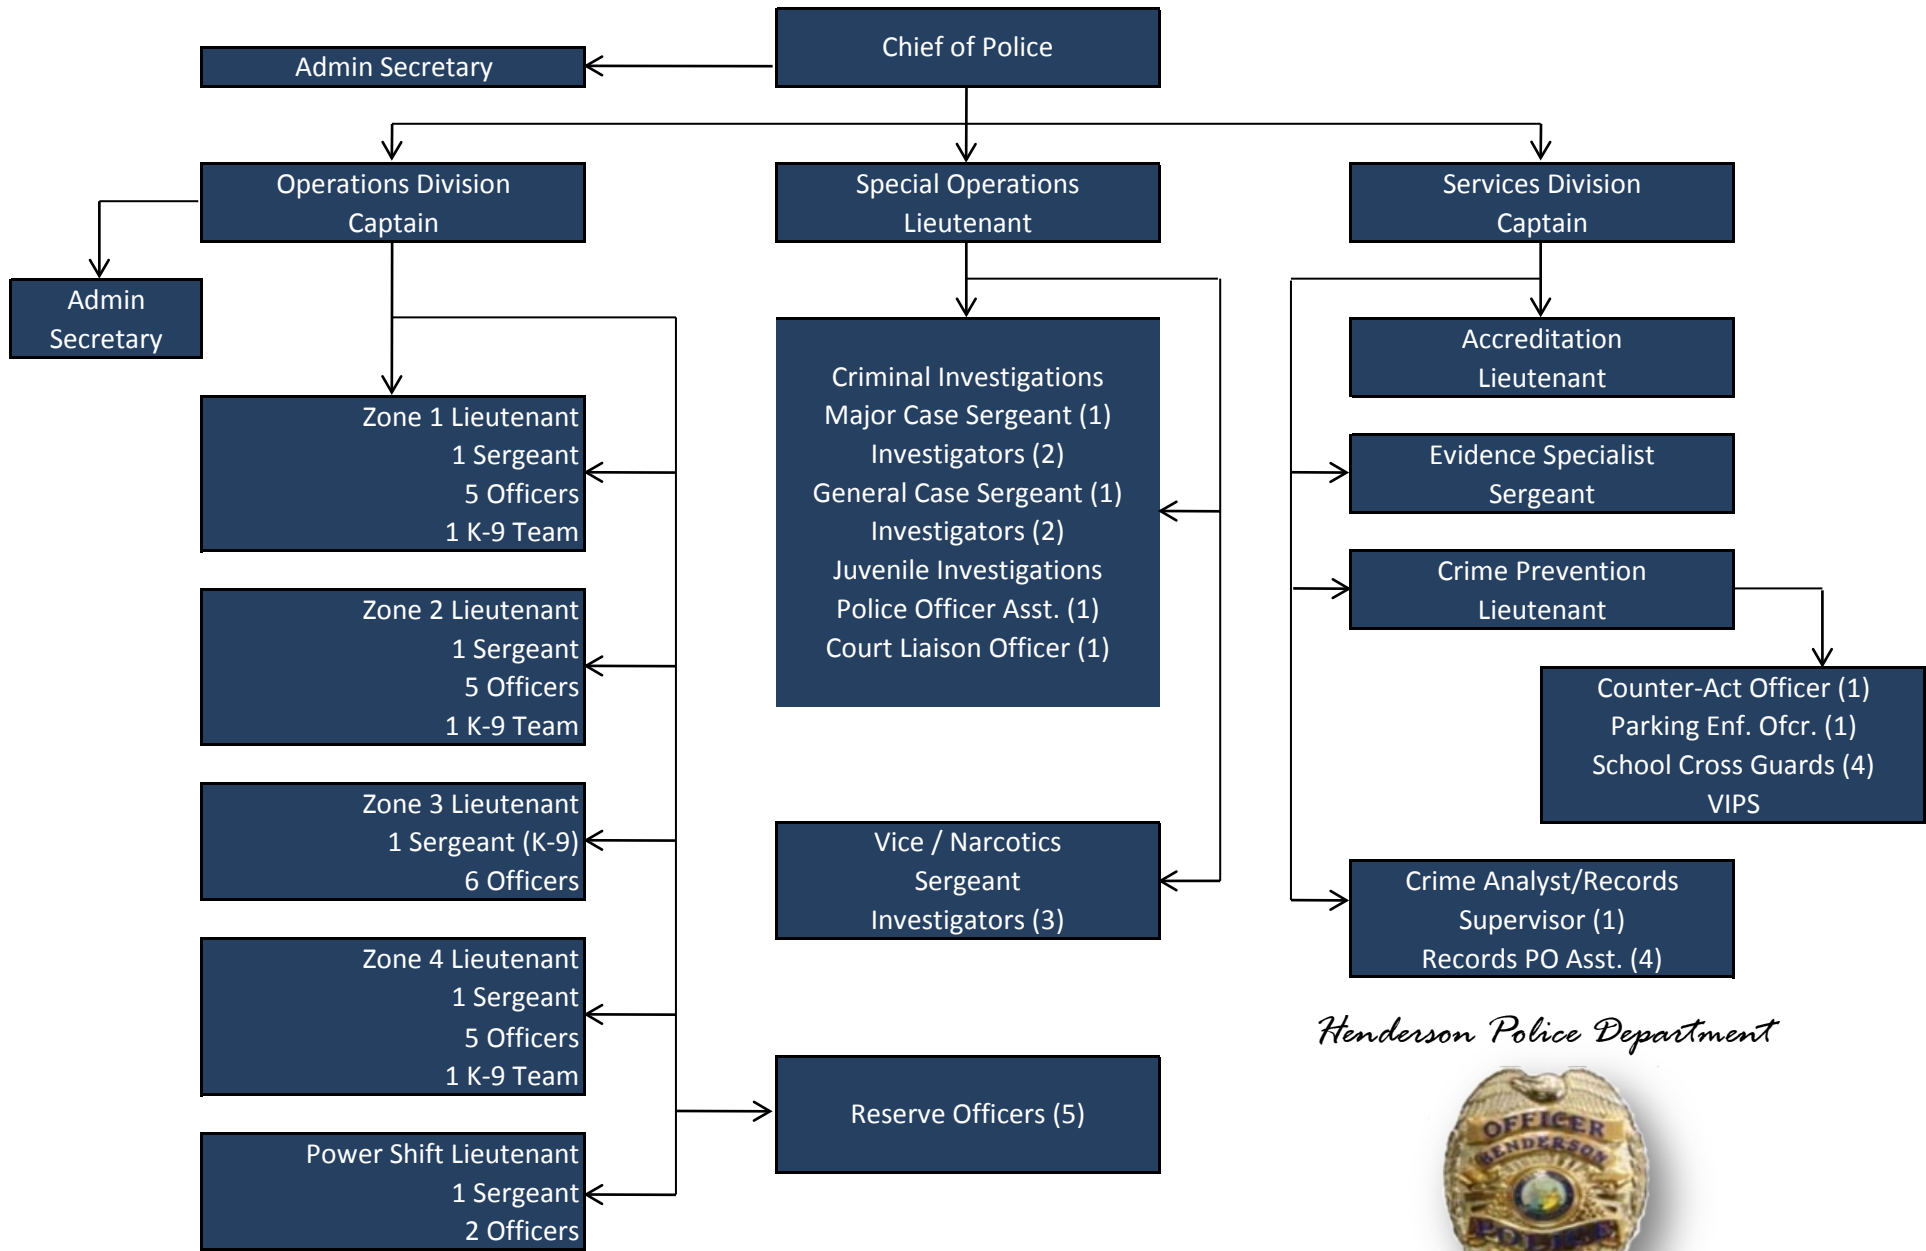 Chief of Police
Admin Secretary
Operations Division
Captain
Special Operations
Lieutenant
Services Division
Captain
Admin
Secretary
Zone 1 Lieutenant
1 Sergeant
5 Officers
1 K-9 Team
Zone 2 Lieutenant
1 Sergeant
5 Officers
1 K-9 Team
Zone 3 Lieutenant
1 Sergeant (K-9)
6 Officers
Zone 4 Lieutenant
1 Sergeant
5 Officers
1 K-9 Team
Power Shift Lieutenant
1 Sergeant
2 Officers
Criminal Investigations
Major Case Sergeant (1)
Investigators (2)
General Case Sergeant (1)
Investigators (2)
Juvenile Investigations
Police Officer Asst. (1)
Court Liaison Officer (1)
Vice / Narcotics
Sergeant
Investigators (3)
Reserve Officers (5)
Accreditation
Lieutenant
Evidence Specialist
Sergeant
Crime Prevention
Lieutenant
Counter-Act Officer (1)
Parking Enf. Ofcr. (1)
School Cross Guards (4)
VIPS
Crime Analyst/Records
Supervisor (1)
Records PO Asst. (4)
Henderson Police Department
OFFICER
HENDERSON
POLICE